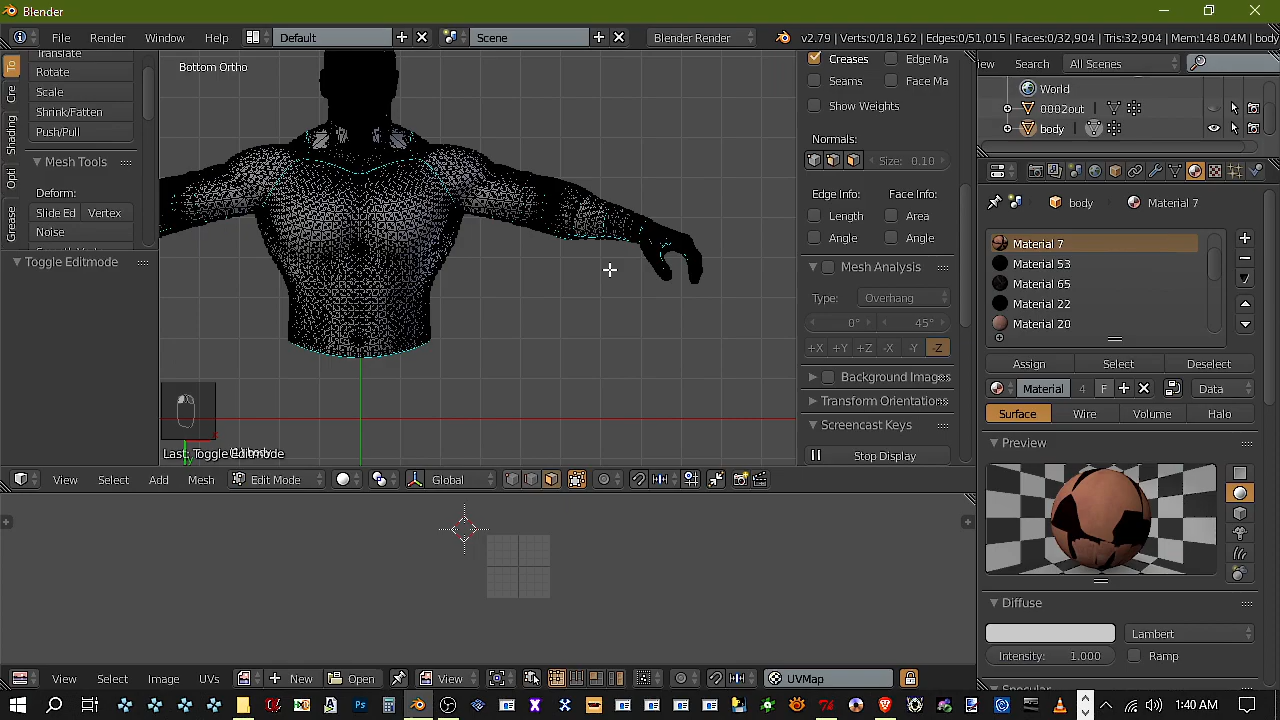 Blender
File Render Window Help Default Scene Blender Render v2.79 | Verts:0/18,162 | Edges:0/51,015 | Faces:0/32,904 | Tris:32,904 | Mem:148.04M | body
Translate
Rotate
Scale
Shrink/Fatten
Push/Pull
Mesh Tools
Deform:
Slide Ed Vertex
Noise
Toggle Editmode
To
Cre
Shading
Opti
Grease
Bottom Ortho
Last: Toggle Editmode
Creases Edge Ma
Seams Face Ma
Show Weights
Normals:
Size: 0.10
Edge Info: Face Info:
Length Area
Angle Angle
Mesh Analysis
Type: Overhang
0° 45°
+X +Y +Z -X -Y -Z
Background Images
Transform Orientations
Screencast Keys
Stop Display
iew Search All Scenes
World
0002out
body
body Material 7
Material 7
Material 53
Material 65
Material 22
Material 20
Assign Select Deselect
Material 4 F Data
Surface Wire Volume Halo
Preview
Diffuse
Lambert
Intensity: 1.000 Ramp
Specular
View Select Add Mesh Edit Mode Global
View Select Image UVs New Open View UVMap
1:40 AM